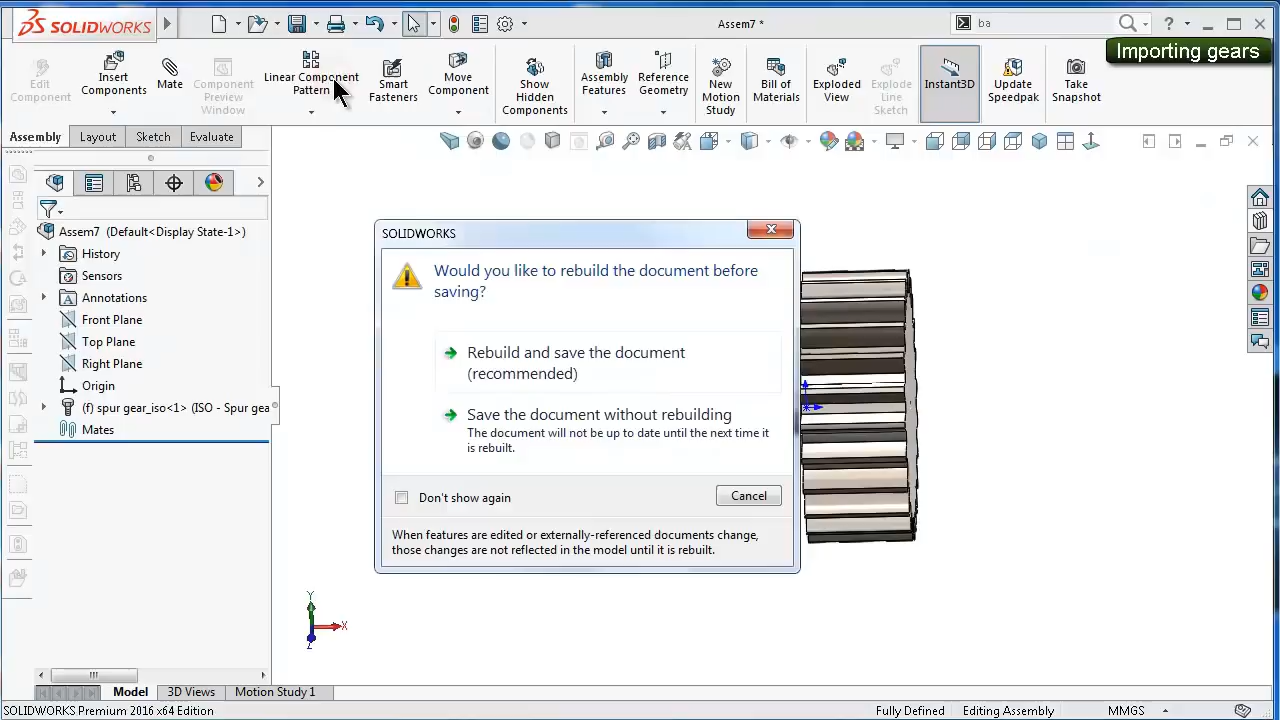 SOLIDWORKS
Assem7 *
ba
Importing gears
Edit
Component
Insert
Components
Mate
Component
Preview
Window
Linear Component
Pattern
Smart
Fasteners
Move
Component
Show
Hidden
Components
Assembly
Features
Reference
Geometry
New
Motion
Study
Bill of
Materials
Exploded
View
Explode
Line
Sketch
Instant3D
Update
Speedpak
Take
Snapshot
Assembly
Layout
Sketch
Evaluate
Assem7 (Default<Display State-1>)
History
Sensors
Annotations
Front Plane
Top Plane
Right Plane
Origin
(f) spur gear_iso<1> (ISO - Spur gea
Mates
SOLIDWORKS
Would you like to rebuild the document before
saving?
Rebuild and save the document
(recommended)
Save the document without rebuilding
The document will not be up to date until the next time it
is rebuilt.
Don't show again
Cancel
When features are edited or externally-referenced documents change,
those changes are not reflected in the model until it is rebuilt.
Y
X
Z
Model
3D Views
Motion Study 1
SOLIDWORKS Premium 2016 x64 Edition
Fully Defined
Editing Assembly
MMGS